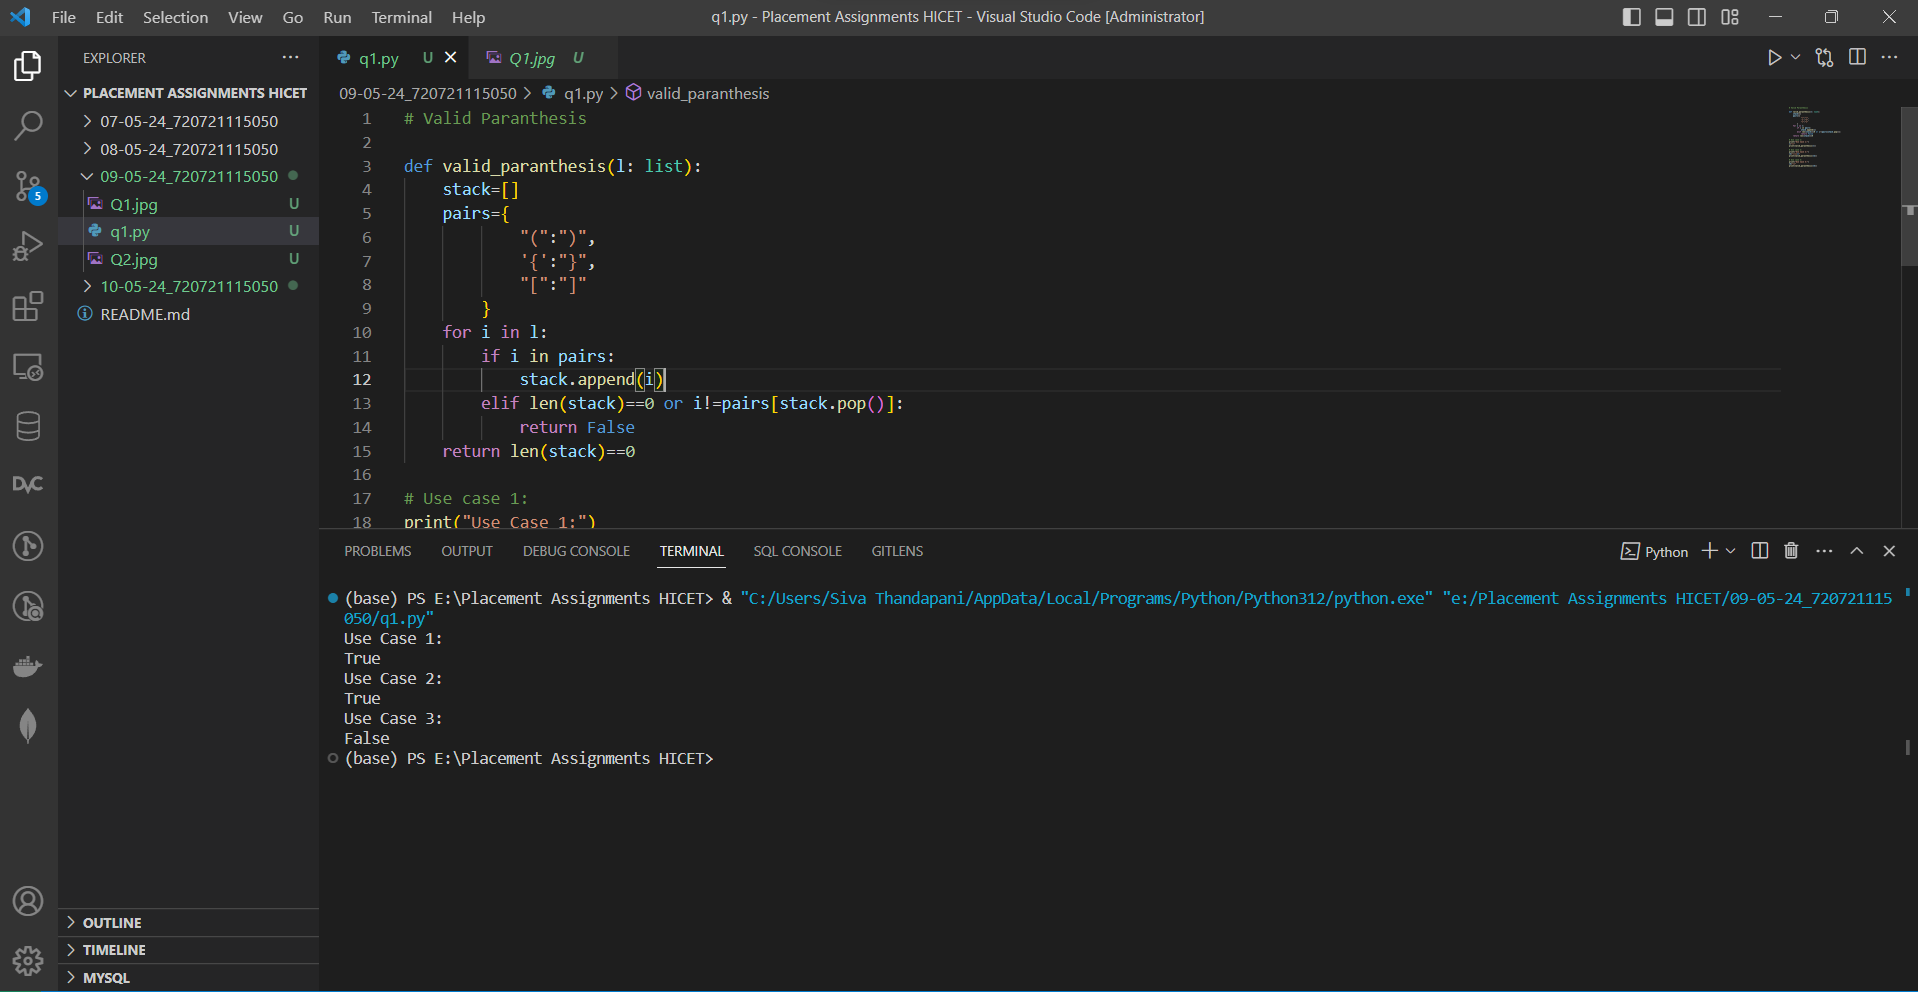 File Edit Selection View Go Run Terminal Help
q1.py - Placement Assignments HICET - Visual Studio Code [Administrator]
EXPLORER
PLACEMENT ASSIGNMENTS HICET
07-05-24_720721115050
08-05-24_720721115050
09-05-24_720721115050
Q1.jpg U
q1.py U
Q2.jpg U
10-05-24_720721115050
README.md
5
DVC
OUTLINE
TIMELINE
MYSQL
q1.py U
Q1.jpg U
09-05-24_720721115050 > q1.py > valid_paranthesis
1 # Valid Paranthesis
2
3 def valid_paranthesis(l: list):
4 stack=[]
5 pairs={
6 "(":")",
7 '{':"}",
8 "[":"]"
9 }
10 for i in l:
11 if i in pairs:
12 stack.append(i)
13 elif len(stack)==0 or i!=pairs[stack.pop()]:
14 return False
15 return len(stack)==0
16
17 # Use case 1:
18 print("Use Case 1:")
PROBLEMS OUTPUT DEBUG CONSOLE TERMINAL SQL CONSOLE GITLENS
Python
(base) PS E:\Placement Assignments HICET> & "C:/Users/Siva Thandapani/AppData/Local/Programs/Python/Python312/python.exe" "e:/Placement Assignments HICET/09-05-24_720721115
050/q1.py"
Use Case 1:
True
Use Case 2:
True
Use Case 3:
False
(base) PS E:\Placement Assignments HICET>